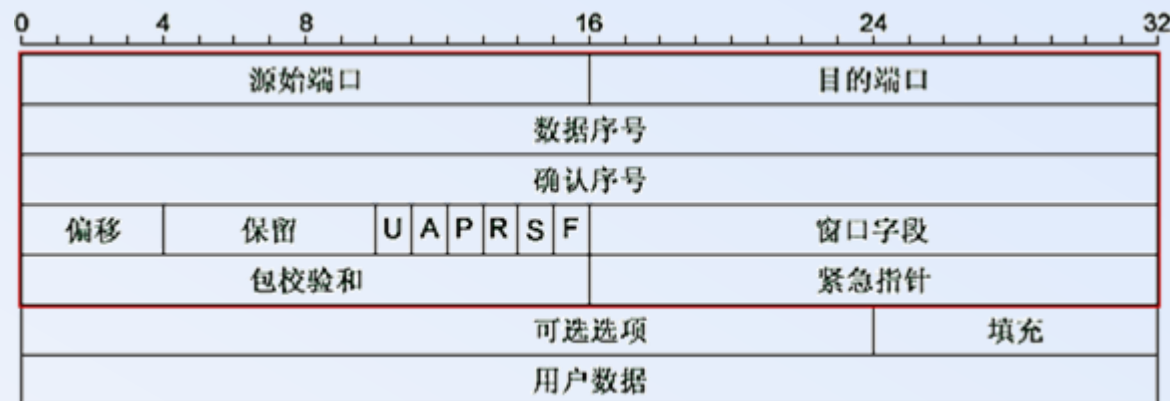 0 4 8 16 24 32
源始端口 目的端口
数据序号
确认序号
偏移 保留 U A P R S F 窗口字段
包校验和 紧急指针
可选选项 填充
用户数据